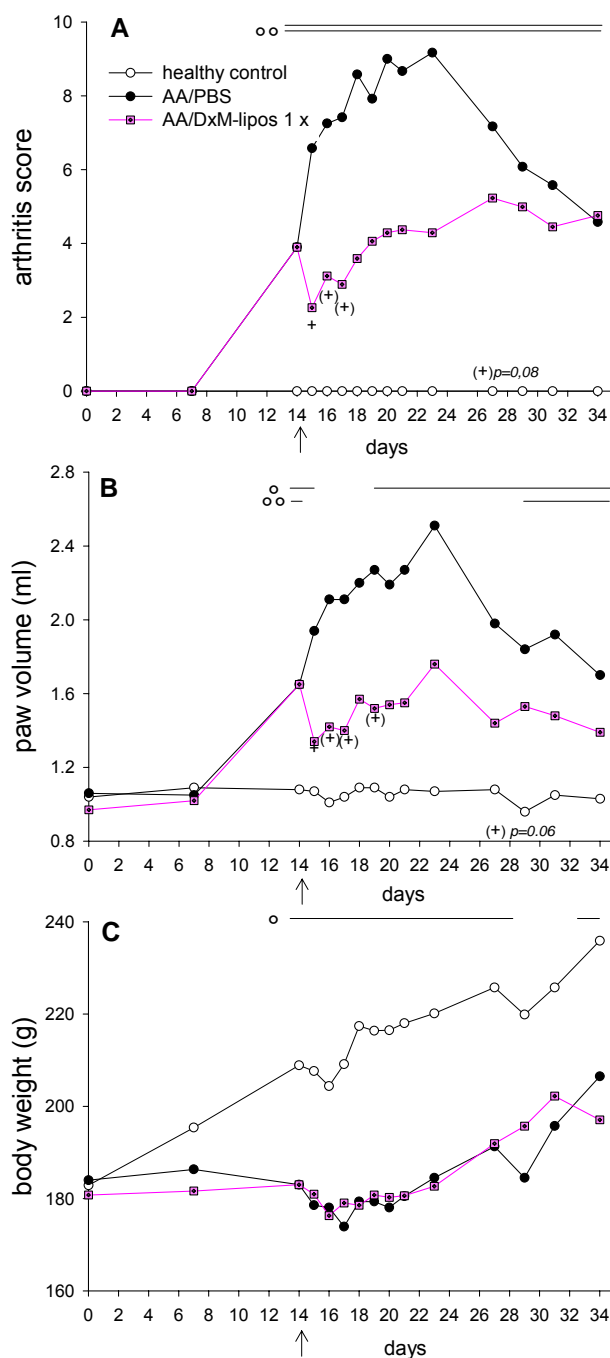 A
healthy control
AA/PBS
AA/DxM-lipos 1 x
arthritis score
10
8
6
4
2
0
+
(+)
(+)
(+)p=0,08
0 2 4 6 8 10 12 14 16 18 20 22 24 26 28 30 32 34
days
B
paw volume (ml)
2.8
2.4
2.0
1.6
1.2
0.8
+
(+)
(+)
(+)
(+) p=0.06
0 2 4 6 8 10 12 14 16 18 20 22 24 26 28 30 32 34
days
C
body weight (g)
240
220
200
180
160
0 2 4 6 8 10 12 14 16 18 20 22 24 26 28 30 32 34
days